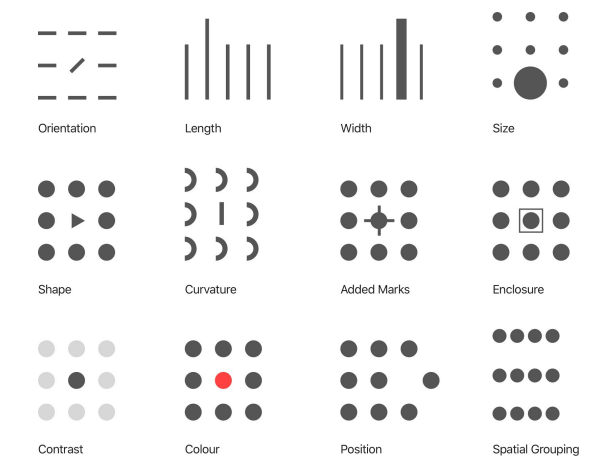 Orientation
Length
Width
Size
Shape
Curvature
Added Marks
Enclosure
Contrast
Colour
Position
Spatial Grouping